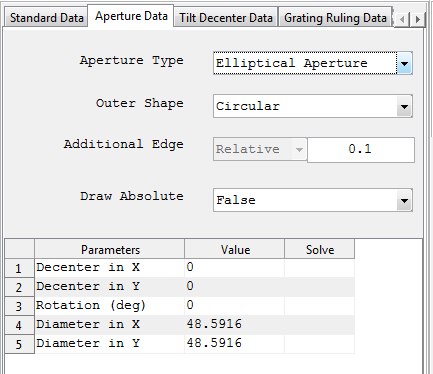 Standard Data Aperture Data Tilt Decenter Data Grating Ruling Data
Aperture Type Elliptical Aperture
Outer Shape Circular
Additional Edge Relative 0.1
Draw Absolute False
Parameters Value Solve
1 Decenter in X 0
2 Decenter in Y 0
3 Rotation (deg) 0
4 Diameter in X 48.5916
5 Diameter in Y 48.5916